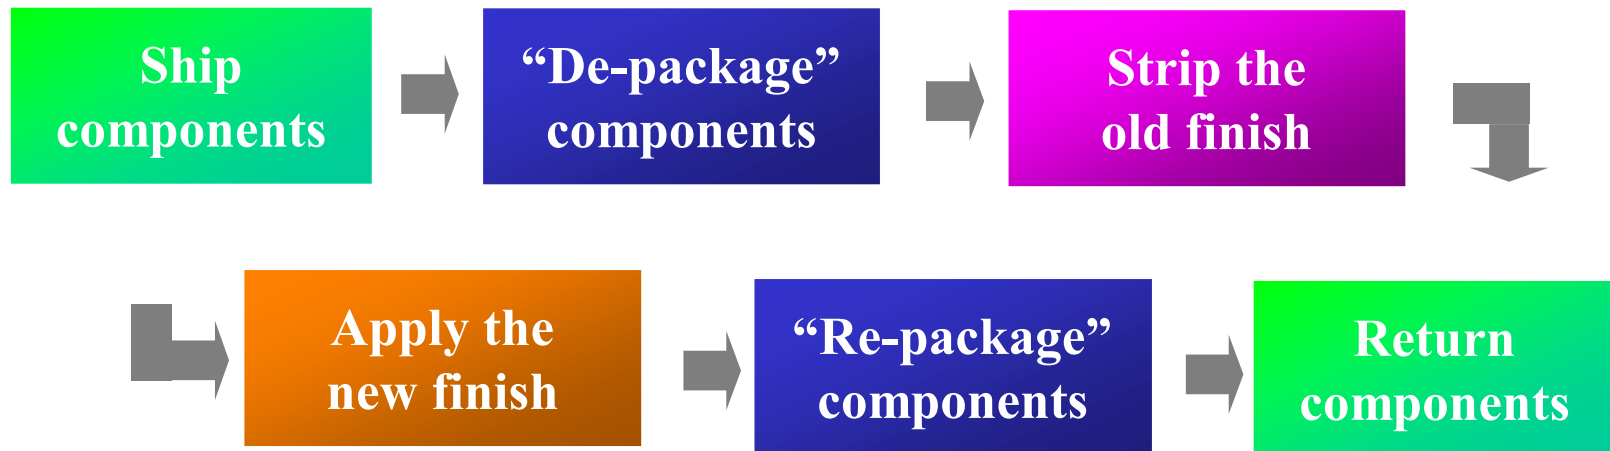 Ship
components
“De-package”
components
Strip the
old finish
Apply the
new finish
“Re-package”
components
Return
components